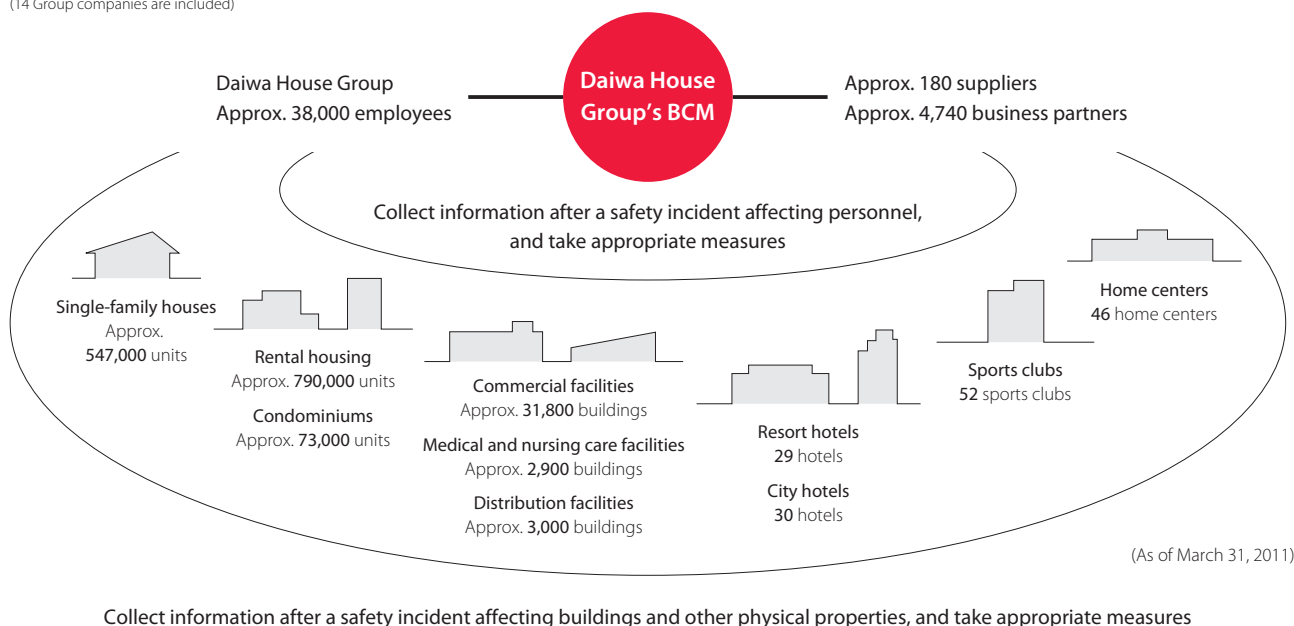 (14 Group companies are included)
Daiwa House Group
Approx. 38,000 employees
Daiwa House
Group's BCM
Approx. 180 suppliers
Approx. 4,740 business partners
Collect information after a safety incident affecting personnel,
and take appropriate measures
Single-family houses
Approx.
547,000 units
Rental housing
Approx. 790,000 units
Condominiums
Approx. 73,000 units
Commercial facilities
Approx. 31,800 buildings
Medical and nursing care facilities
Approx. 2,900 buildings
Distribution facilities
Approx. 3,000 buildings
Resort hotels
29 hotels
City hotels
30 hotels
Sports clubs
52 sports clubs
Home centers
46 home centers
(As of March 31, 2011)
Collect information after a safety incident affecting buildings and other physical properties, and take appropriate measures